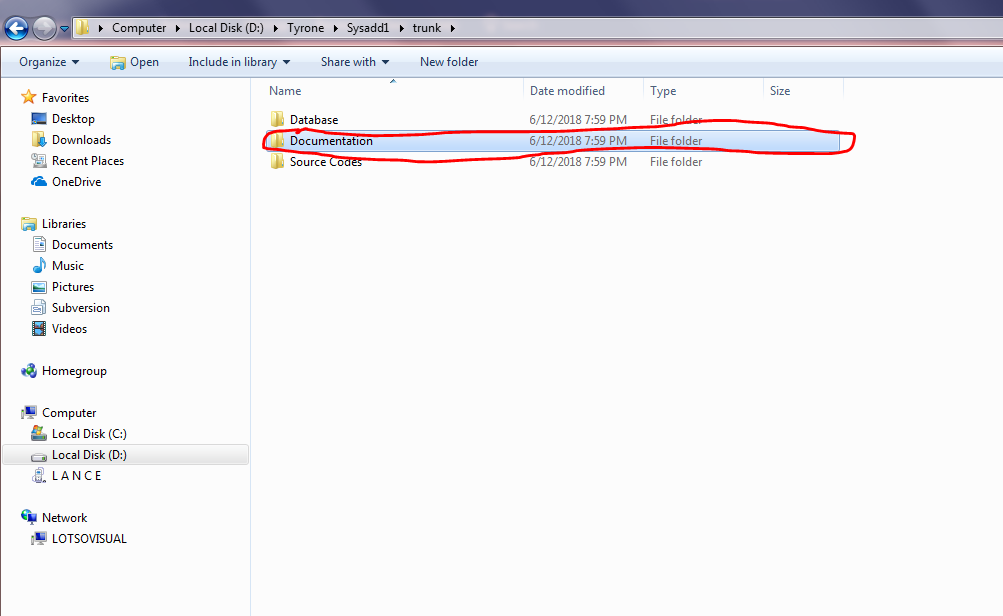 Computer Local Disk (D:) Tyrone Sysadd1 trunk
Organize Open Include in library Share with New folder
Name Date modified Type Size
Favorites
Desktop
Downloads
Recent Places
OneDrive
Libraries
Documents
Music
Pictures
Subversion
Videos
Homegroup
Computer
Local Disk (C:)
Local Disk (D:)
L A N C E
Network
LOTSOVISUAL
Database 6/12/2018 7:59 PM File folder
Documentation 6/12/2018 7:59 PM File folder
Source Codes 6/12/2018 7:59 PM File folder